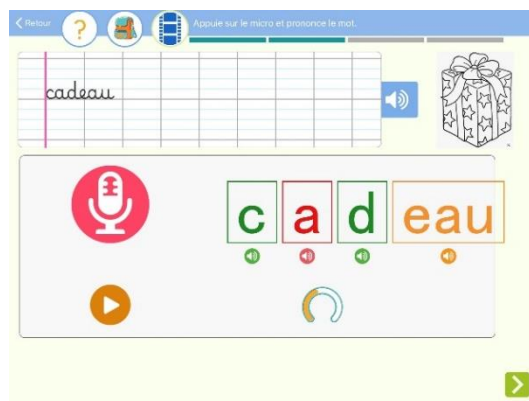 Retour
?
Appuie sur le micro et prononce le mot.
cadeau
c a d eau